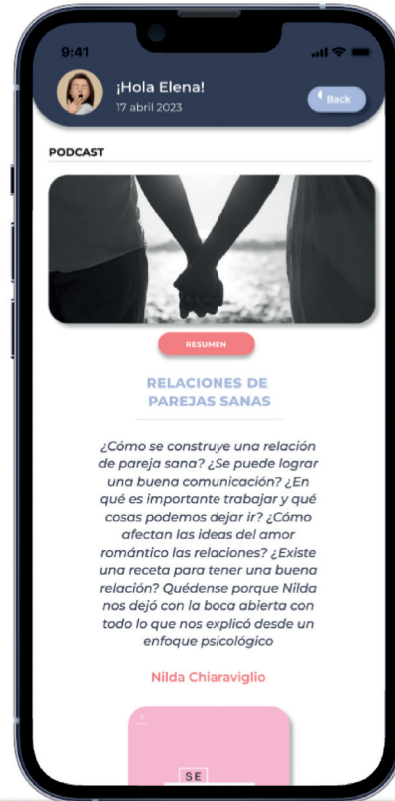 9:41
¡Hola Elena!
17 abril 2023
Back
PODCAST
RESUMEN
RELACIONES DE
PAREJAS SANAS
¿Cómo se construye una relación
de pareja sana? ¿Se puede lograr
una buena comunicación? ¿En
qué es importante trabajar y qué
cosas podemos dejar ir? ¿Cómo
afectan las ideas del amor
romántico las relaciones? ¿Existe
una receta para tener una buena
relación? Quédense porque Nilda
nos dejó con la boca abierta con
todo lo que nos explicó desde un
enfoque psicológico
Nilda Chiaraviglio
SE